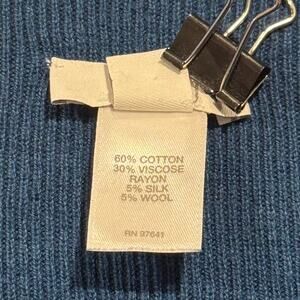 60% COTTON
30% VISCOSE
RAYON
5% SILK
5% WOOL
RN 97641